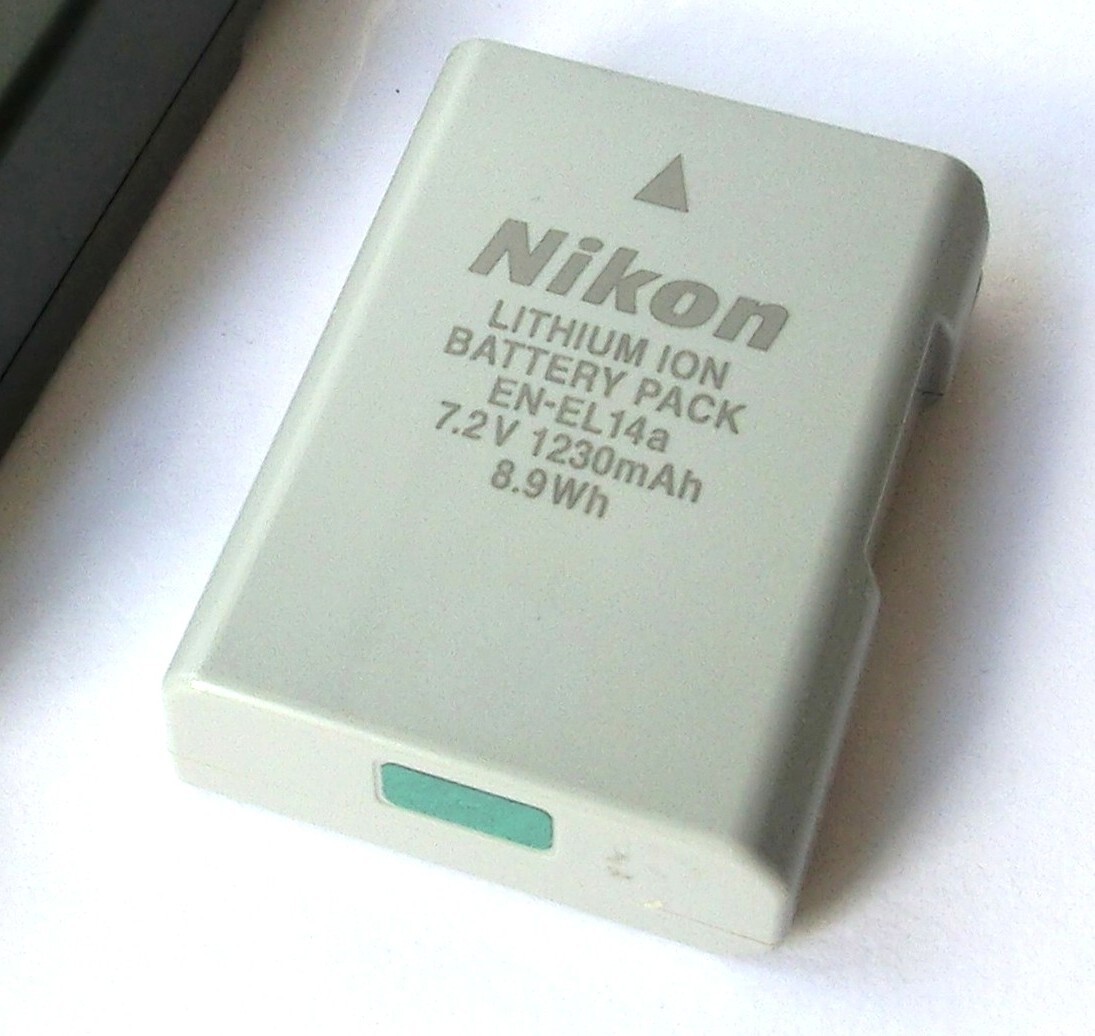 Nikon
LITHIUM ION
BATTERY PACK
EN-EL14a
7.2V 1230mAh
8.9Wh